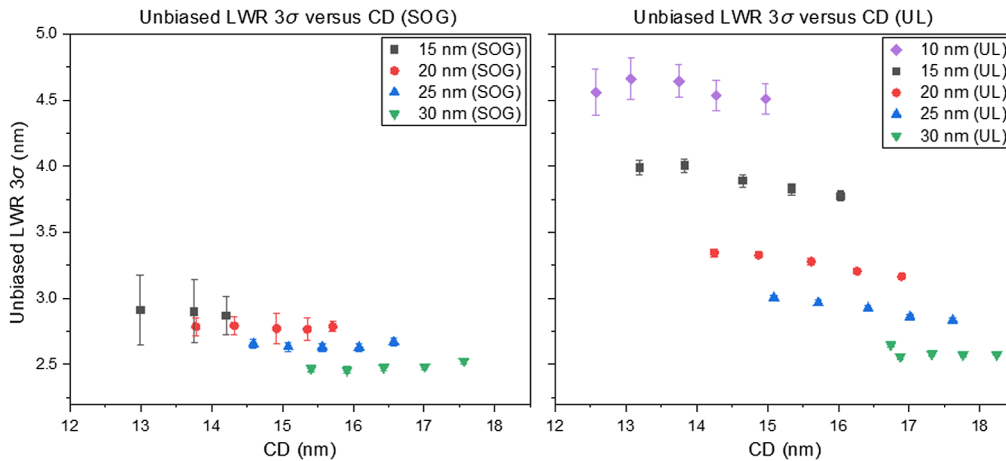 Unbiased LWR 3σ versus CD (SOG)
Unbiased LWR 3σ versus CD (UL)
Unbiased LWR 3σ (nm)
5.0
4.5
4.0
3.5
3.0
2.5
15 nm (SOG)
20 nm (SOG)
25 nm (SOG)
30 nm (SOG)
12 13 14 15 16 17 18
CD (nm)
10 nm (UL)
15 nm (UL)
20 nm (UL)
25 nm (UL)
30 nm (UL)
12 13 14 15 16 17 18
CD (nm)